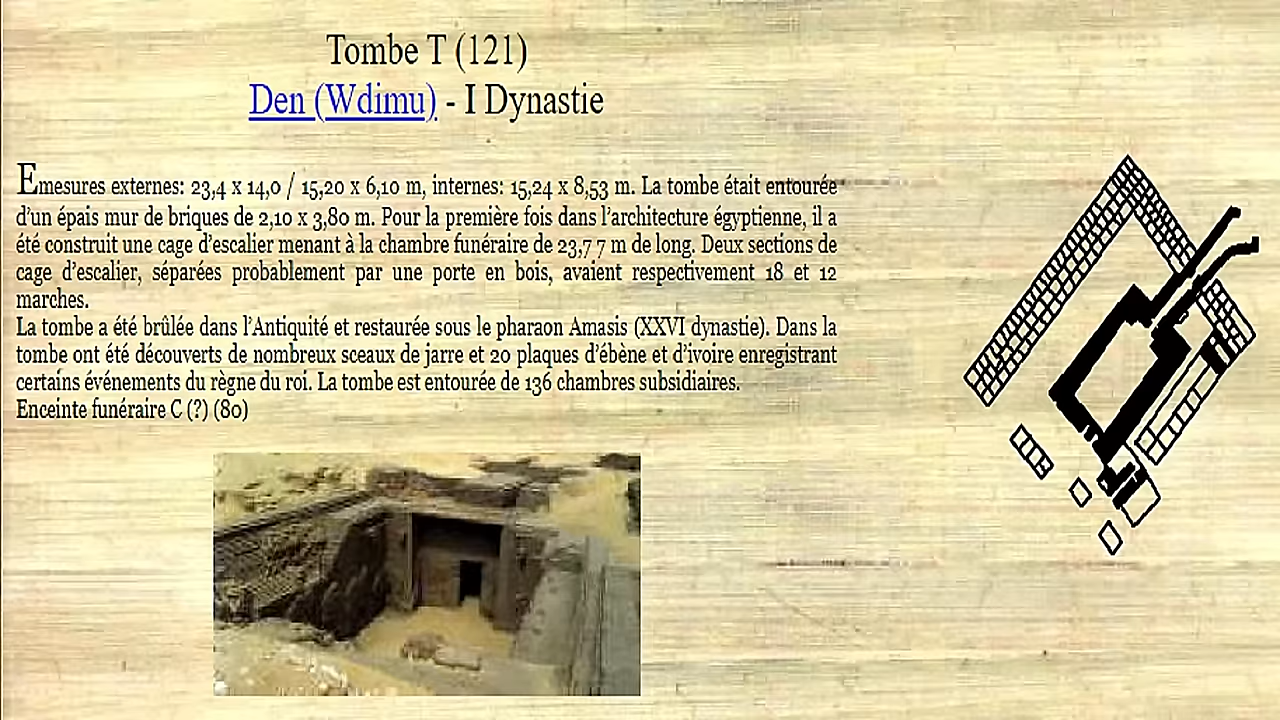 Tombe T (121)
Den (Wdimu) - I Dynastie
Emesures externes: 23,4 x 14,0 / 15,20 x 6,10 m, internes: 15,24 x 8,53 m. La tombe était entourée
d'un épais mur de briques de 2,10 x 3,80 m. Pour la première fois dans l'architecture égyptienne, il a
été construit une cage d'escalier menant à la chambre funéraire de 23,7 7 m de long. Deux sections de
cage d'escalier, séparées probablement par une porte en bois, avaient respectivement 18 et 12
marches.
La tombe a été brûlée dans l'Antiquité et restaurée sous le pharaon Amasis (XXVI dynastie). Dans la
tombe ont été découverts de nombreux sceaux de jarre et 20 plaques d'ébène et d'ivoire enregistrant
certains événements du règne du roi. La tombe est entourée de 136 chambres subsidiaires.
Enceinte funéraire C (?) (80)